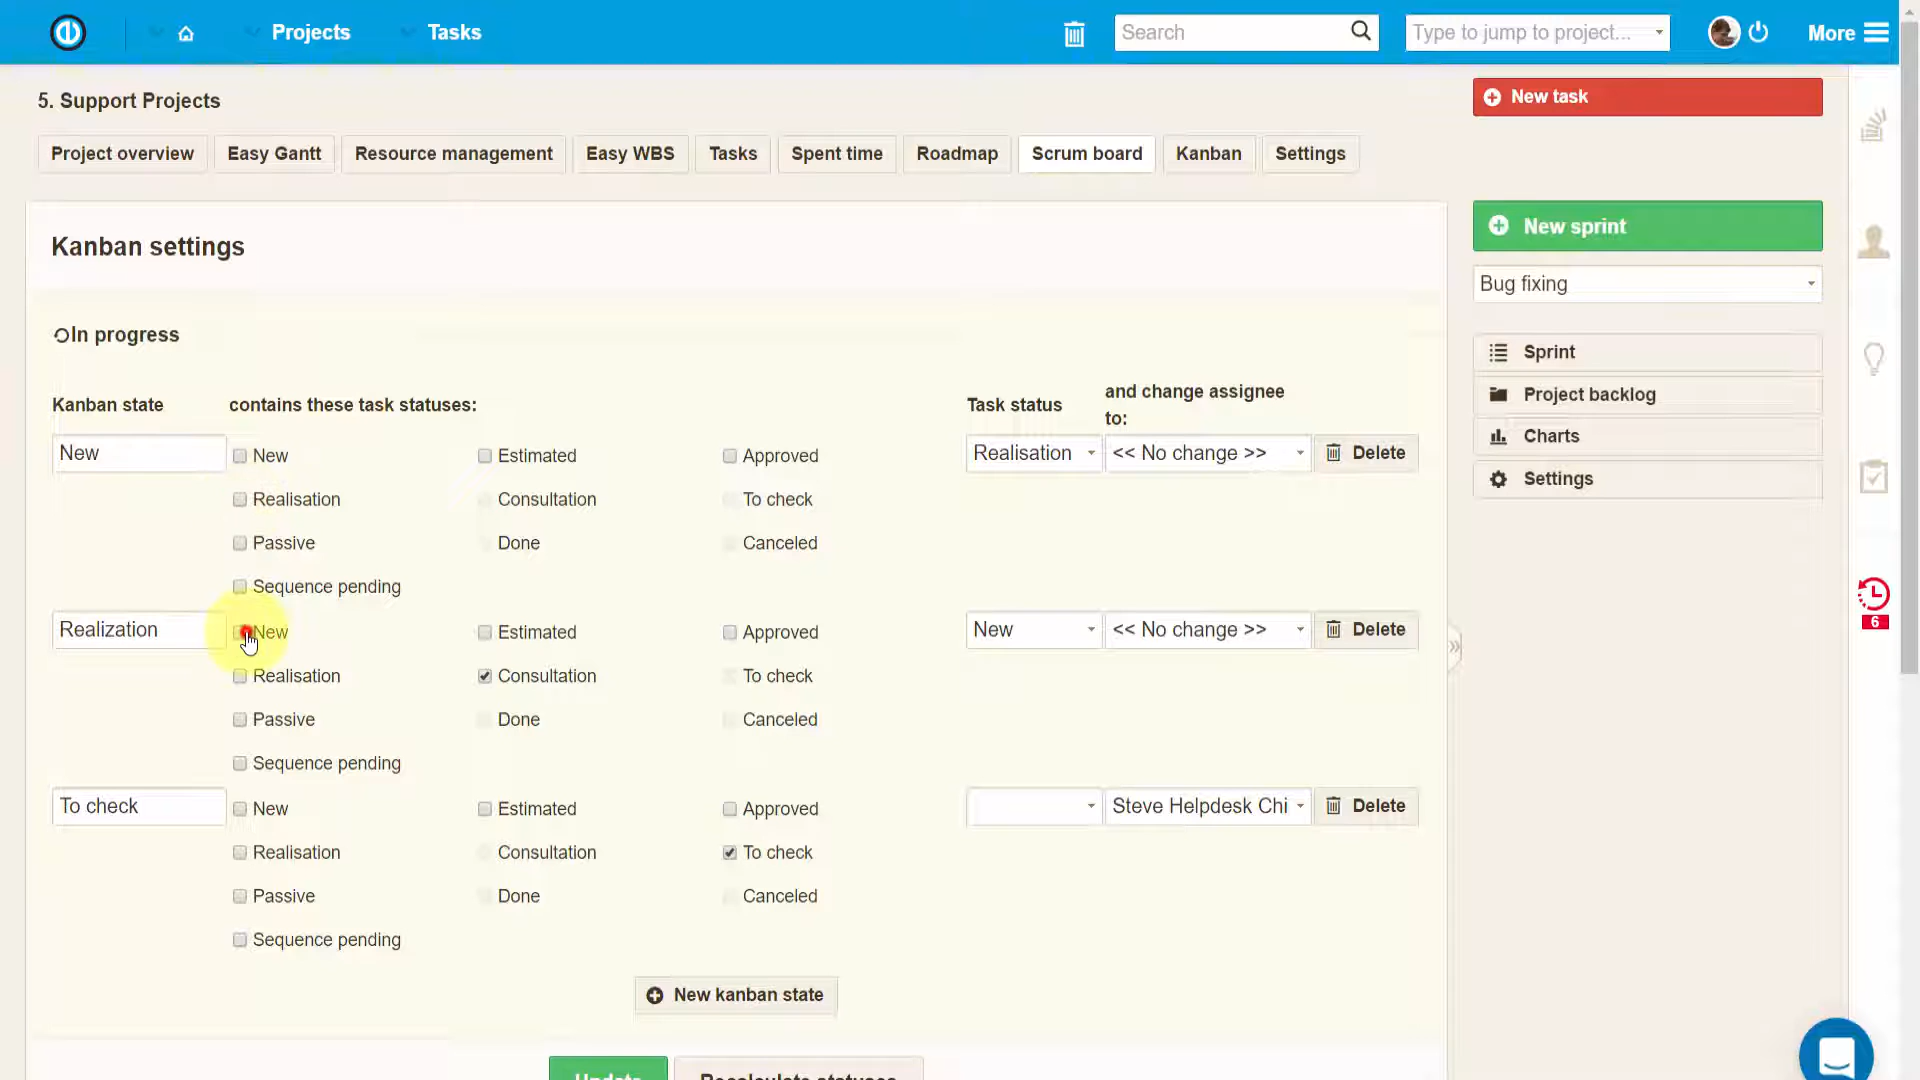 Projects
Tasks
Search
Type to jump to project...
More
5. Support Projects
New task
Project overview
Easy Gantt
Resource management
Easy WBS
Tasks
Spent time
Roadmap
Scrum board
Kanban
Settings
New sprint
Bug fixing
Sprint
Project backlog
Charts
Settings
6
Kanban settings
In progress
Kanban state
contains these task statuses:
Task status
and change assignee
to:
New
New
Estimated
Approved
Realisation
<< No change >>
Delete
Realisation
Consultation
To check
Passive
Done
Canceled
Sequence pending
Realization
New
Estimated
Approved
New
<< No change >>
Delete
Realisation
Consultation
To check
Passive
Done
Canceled
Sequence pending
To check
New
Estimated
Approved
Steve Helpdesk Chi
Delete
Realisation
Consultation
To check
Passive
Done
Canceled
Sequence pending
New kanban state
Update
Recalculate statuses